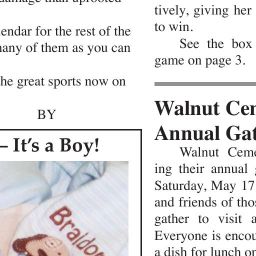 damage than uprooted
endar for the rest of the
many of them as you can
he great sports now on
BY
– It's a Boy!
Braldon
tively, giving her
to win.
See the box
game on page 3.
Walnut Cem
Annual Gat
Walnut Ceme
ing their annual
Saturday, May 17
and friends of thos
gather to visit a
Everyone is encou
a dish for lunch on